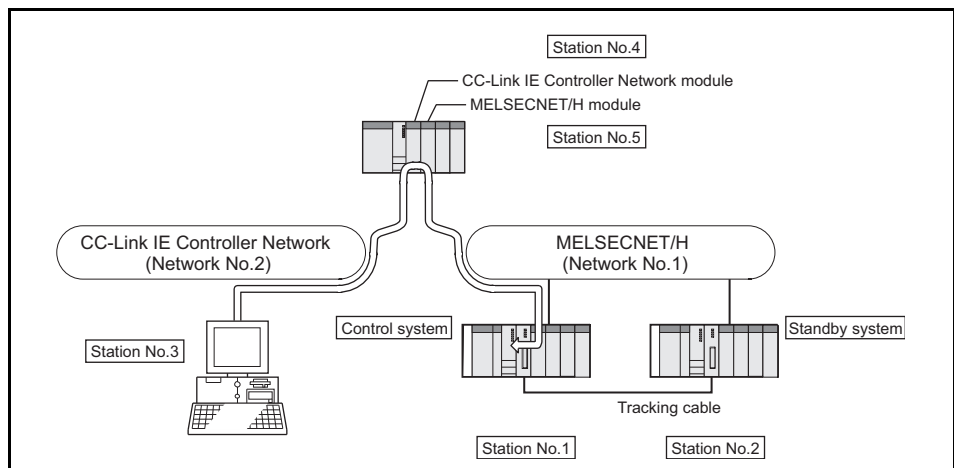 Station No.4
CC-Link IE Controller Network module
MELSECNET/H module
Station No.5
CC-Link IE Controller Network
(Network No.2)
MELSECNET/H
(Network No.1)
Control system
Standby system
Station No.3
Tracking cable
Station No.1
Station No.2